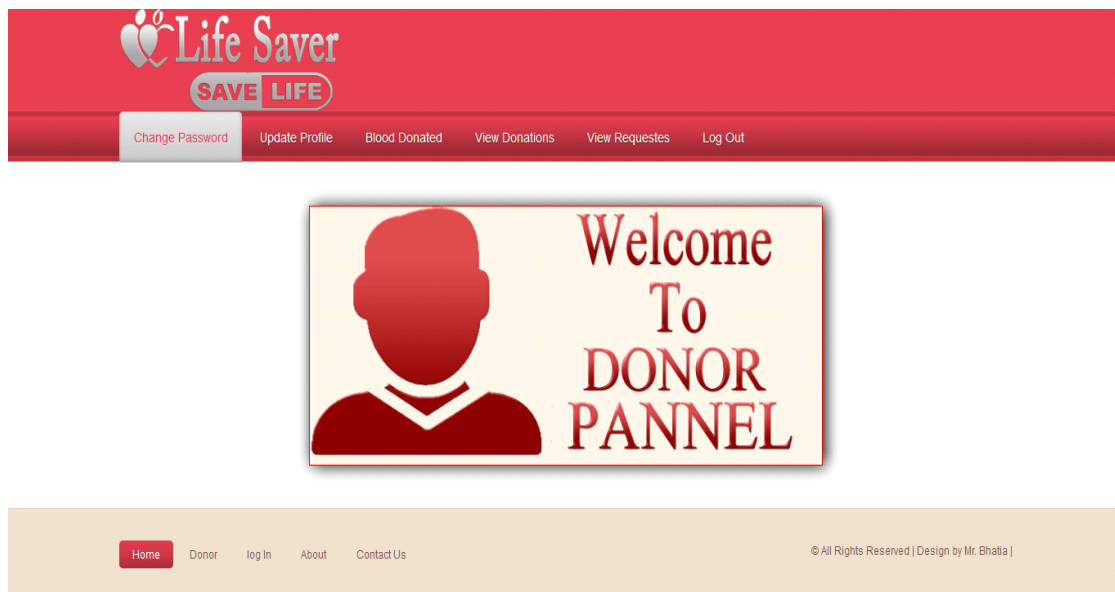 Life Saver
SAVE LIFE
Change Password Update Profile Blood Donated View Donations View Requestes Log Out
Welcome
To
DONOR
PANNEL
Home Donor log In About Contact Us
© All Rights Reserved | Design by Mr. Bhatia |